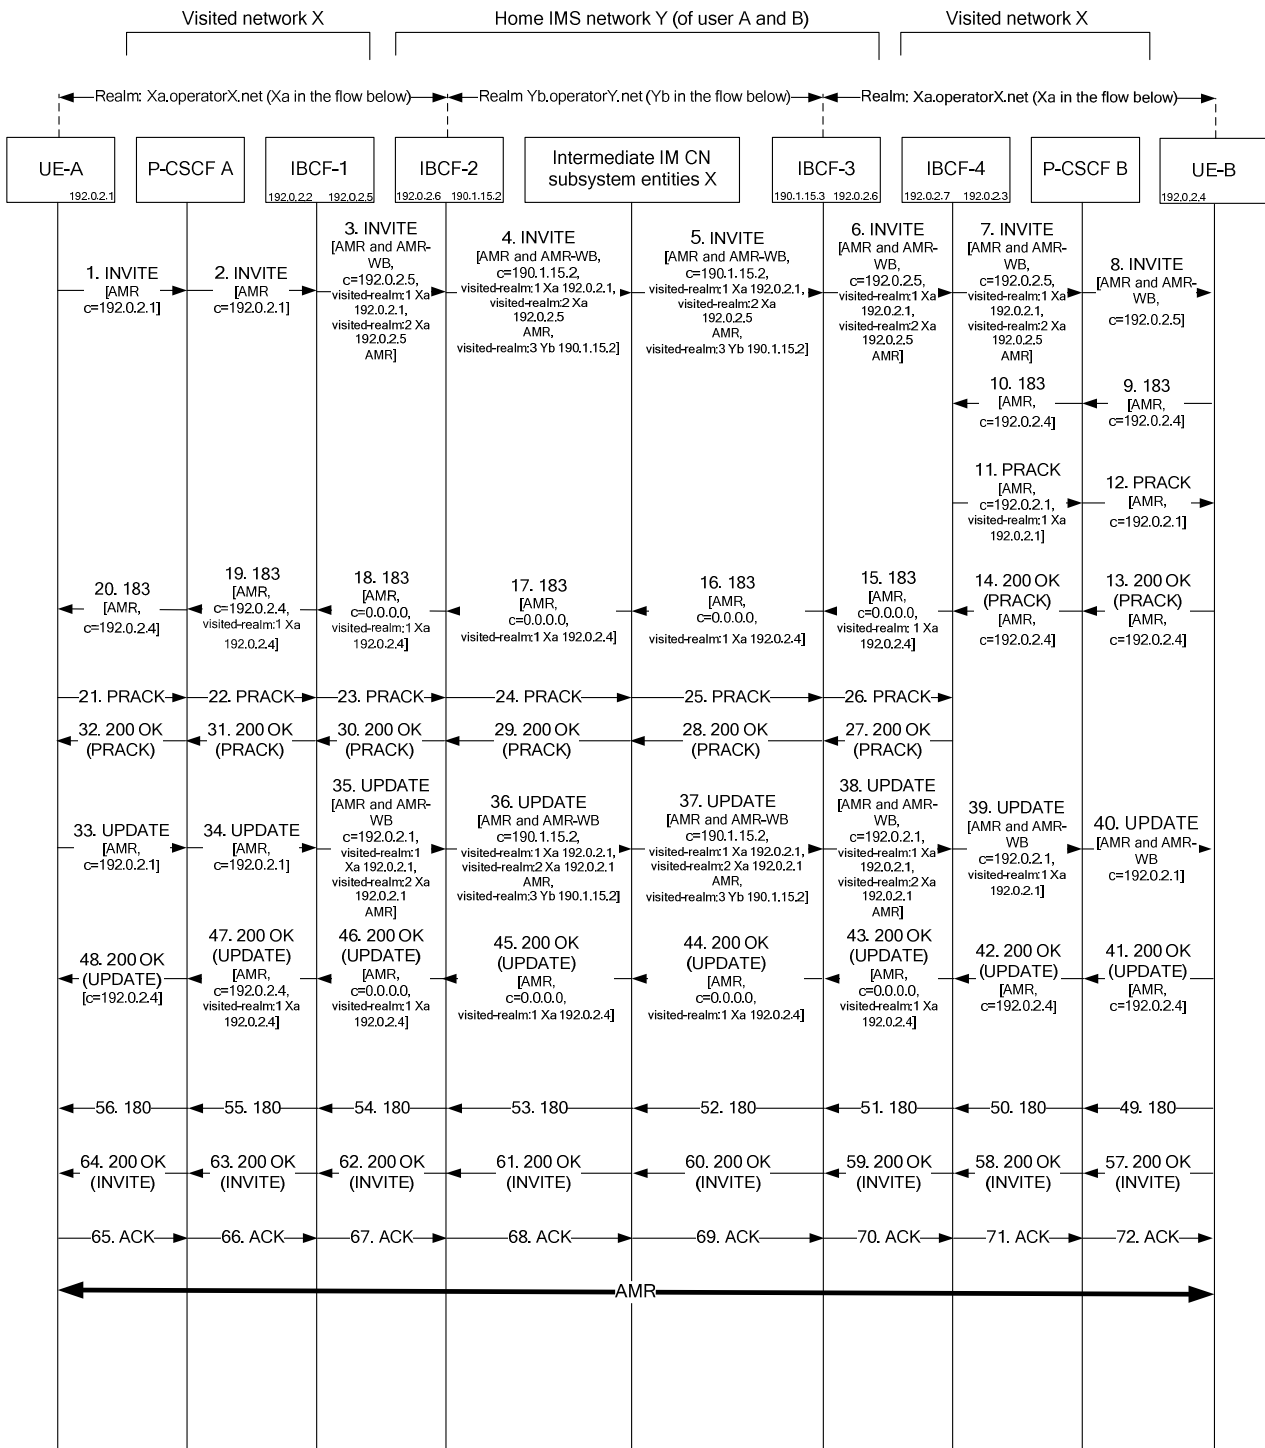 Visited network X
Home IMS network Y (of user A and B)
Visited network X
Realm: Xa.operatorX.net (Xa in the flow below)
Realm Yb.operatorY.net (Yb in the flow below)
Realm: Xa.operatorX.net (Xa in the flow below)
UE-A
192.0.2.1
P-CSCF A
IBCF-1
192.0.2.2
192.0.2.5
IBCF-2
192.0.2.6
190.1.15.2
Intermediate IM CN
subsystem entities X
IBCF-3
190.1.15.3
192.0.2.6
IBCF-4
192.0.2.7
192.0.2.3
P-CSCF B
UE-B
192.0.2.4
1. INVITE
[AMR
c=192.0.2.1]
2. INVITE
[AMR
c=192.0.2.1]
3. INVITE
[AMR and AMR-
WB,
c=192.0.2.5,
visited-realm:1 Xa
192.0.2.1,
visited-realm:2 Xa
192.0.2.5
AMR]
4. INVITE
[AMR and AMR-WB,
c=190.1.15.2,
visited-realm:1 Xa 192.0.2.1,
visited-realm:2 Xa
192.0.2.5
AMR,
visited-realm:3 Yb 190.1.15.2]
5. INVITE
[AMR and AMR-WB,
c=190.1.15.2,
visited-realm:1 Xa 192.0.2.1,
visited-realm:2 Xa
192.0.2.5
AMR,
visited-realm:3 Yb 190.1.15.2]
6. INVITE
[AMR and AMR-
WB,
c=192.0.2.5,
visited-realm:1 Xa
192.0.2.1,
visited-realm:2 Xa
192.0.2.5
AMR]
7. INVITE
[AMR and AMR-
WB,
c=192.0.2.5,
visited-realm:1 Xa
192.0.2.1,
visited-realm:2 Xa
192.0.2.5
AMR]
8. INVITE
[AMR and AMR-
WB,
c=192.0.2.5]
10. 183
[AMR,
c=192.0.2.4]
9. 183
[AMR,
c=192.0.2.4]
11. PRACK
[AMR,
c=192.0.2.1,
visited-realm:1 Xa
192.0.2.1]
12. PRACK
[AMR,
c=192.0.2.1]
20. 183
[AMR,
c=192.0.2.4]
19. 183
[AMR,
c=192.0.2.4,
visited-realm:1 Xa
192.0.2.4]
18. 183
[AMR,
c=0.0.0.0,
visited-realm:1 Xa
192.0.2.4]
17. 183
[AMR,
c=0.0.0.0,
visited-realm:1 Xa 192.0.2.4]
16. 183
[AMR,
c=0.0.0.0,
visited-realm:1 Xa 192.0.2.4]
15. 183
[AMR,
c=0.0.0.0,
visited-realm: 1 Xa
192.0.2.4]
14. 200 OK
(PRACK)
[AMR,
c=192.0.2.4]
13. 200 OK
(PRACK)
[AMR,
c=192.0.2.4]
21. PRACK
22. PRACK
23. PRACK
24. PRACK
25. PRACK
26. PRACK
32. 200 OK
(PRACK)
31. 200 OK
(PRACK)
30. 200 OK
(PRACK)
29. 200 OK
(PRACK)
28. 200 OK
(PRACK)
27. 200 OK
(PRACK)
33. UPDATE
[AMR,
c=192.0.2.1]
34. UPDATE
[AMR,
c=192.0.2.1]
35. UPDATE
[AMR and AMR-
WB
c=192.0.2.1,
visited-realm:1
Xa 192.0.2.1,
visited-realm:2 Xa
192.0.2.1
AMR]
36. UPDATE
[AMR and AMR-WB
c=190.1.15.2,
visited-realm:1 Xa 192.0.2.1,
visited-realm:2 Xa 192.0.2.1
AMR,
visited-realm:3 Yb 190.1.15.2]
37. UPDATE
[AMR and AMR-WB
c=190.1.15.2,
visited-realm:1 Xa 192.0.2.1,
visited-realm:2 Xa 192.0.2.1
AMR,
visited-realm:3 Yb 190.1.15.2]
38. UPDATE
[AMR and AMR-
WB,
c=192.0.2.1,
visited-realm:1 Xa
192.0.2.1,
visited-realm:2 Xa
192.0.2.1
AMR]
39. UPDATE
[AMR and AMR-
WB
c=192.0.2.1,
visited-realm:1 Xa
192.0.2.1]
40. UPDATE
[AMR and AMR-
WB
c=192.0.2.1]
48. 200 OK
(UPDATE)
[c=192.0.2.4]
47. 200 OK
(UPDATE)
[AMR,
c=192.0.2.4,
visited-realm:1 Xa
192.0.2.4]
46. 200 OK
(UPDATE)
[AMR,
c=0.0.0.0,
visited-realm:1 Xa
192.0.2.4]
45. 200 OK
(UPDATE)
[AMR,
c=0.0.0.0,
visited-realm:1 Xa 192.0.2.4]
44. 200 OK
(UPDATE)
[AMR,
c=0.0.0.0,
visited-realm:1 Xa 192.0.2.4]
43. 200 OK
(UPDATE)
[AMR,
c=0.0.0.0,
visited-realm:1 Xa
192.0.2.4]
42. 200 OK
(UPDATE)
[AMR,
c=192.0.2.4]
41. 200 OK
(UPDATE)
[AMR,
c=192.0.2.4]
56. 180
55. 180
54. 180
53. 180
52. 180
51. 180
50. 180
49. 180
64. 200 OK
(INVITE)
63. 200 OK
(INVITE)
62. 200 OK
(INVITE)
61. 200 OK
(INVITE)
60. 200 OK
(INVITE)
59. 200 OK
(INVITE)
58. 200 OK
(INVITE)
57. 200 OK
(INVITE)
65. ACK
66. ACK
67. ACK
68. ACK
69. ACK
70. ACK
71. ACK
72. ACK
AMR